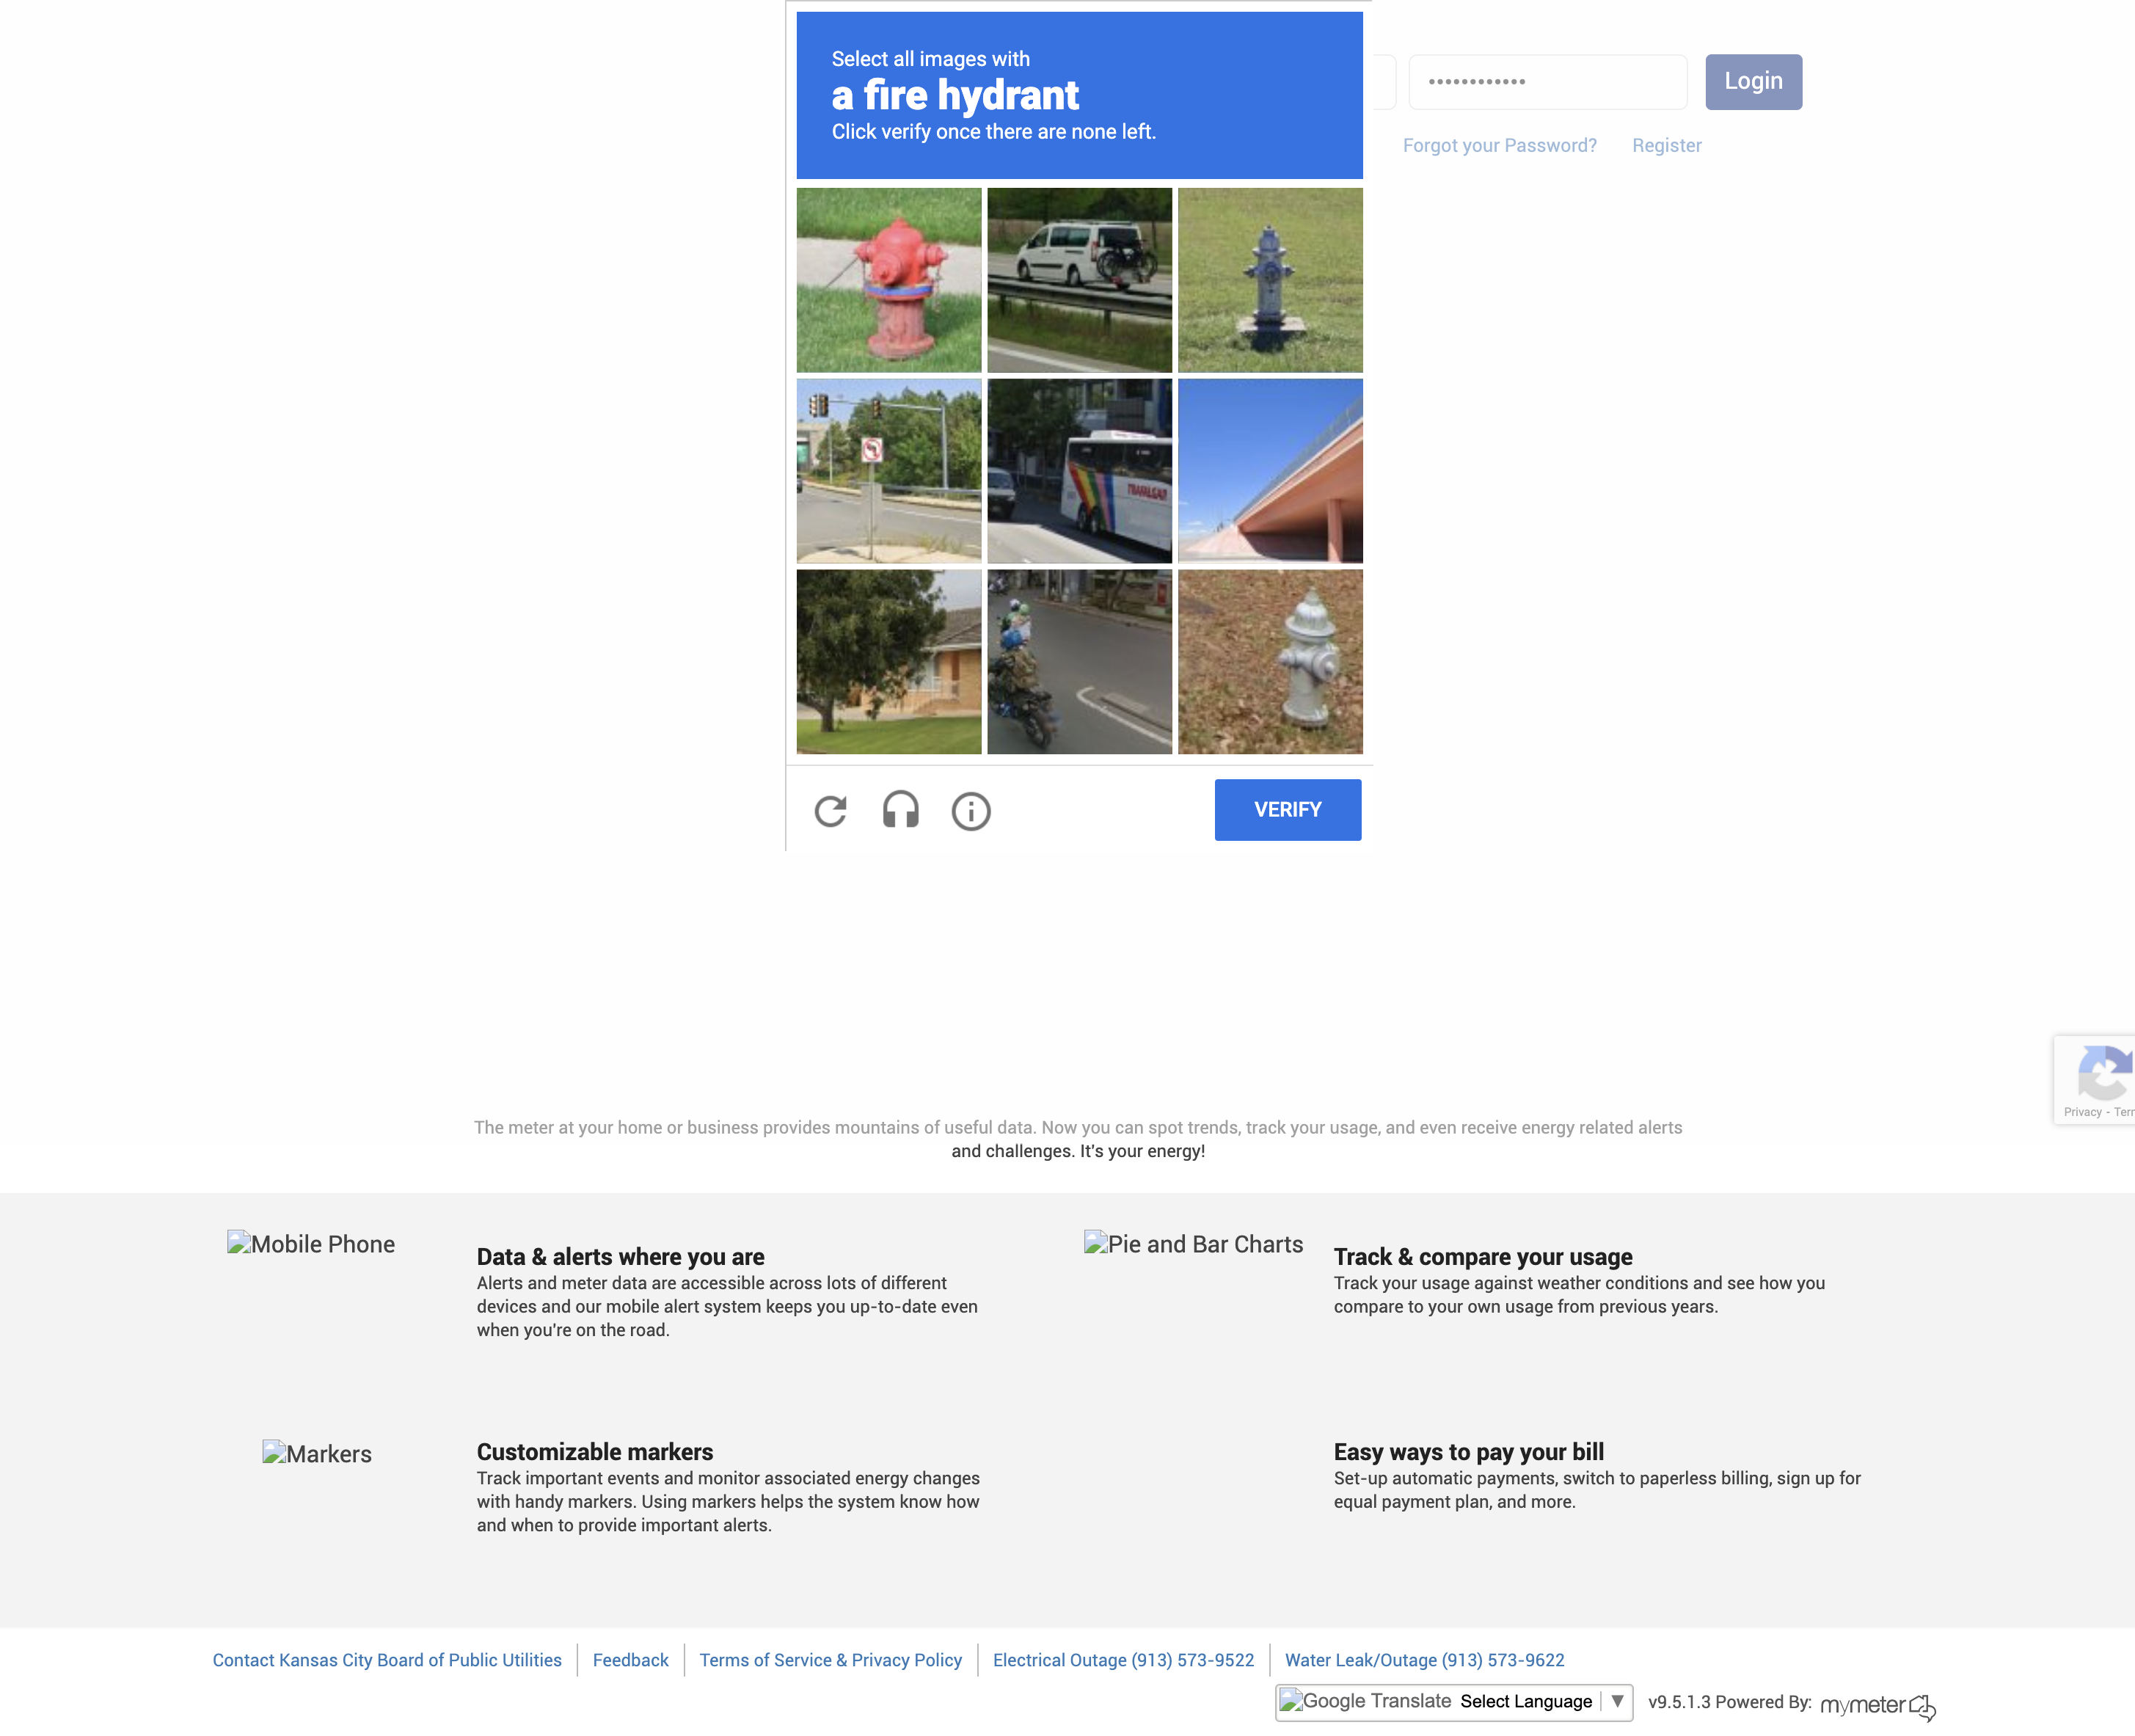 Select all images with
a fire hydrant
Click verify once there are none left.
••••••••••••
Login
Forgot your Password?
Register
TRAFALGAR
VERIFY
Privacy - Terr
The meter at your home or business provides mountains of useful data. Now you can spot trends, track your usage, and even receive energy related alerts
and challenges. It's your energy!
Mobile Phone
Data & alerts where you are
Alerts and meter data are accessible across lots of different
devices and our mobile alert system keeps you up-to-date even
when you're on the road.
Pie and Bar Charts
Track & compare your usage
Track your usage against weather conditions and see how you
compare to your own usage from previous years.
Markers
Customizable markers
Track important events and monitor associated energy changes
with handy markers. Using markers helps the system know how
and when to provide important alerts.
Easy ways to pay your bill
Set-up automatic payments, switch to paperless billing, sign up for
equal payment plan, and more.
Contact Kansas City Board of Public Utilities
Feedback
Terms of Service & Privacy Policy
Electrical Outage (913) 573-9522
Water Leak/Outage (913) 573-9622
Google Translate Select Language ▼
v9.5.1.3 Powered By: mymeter